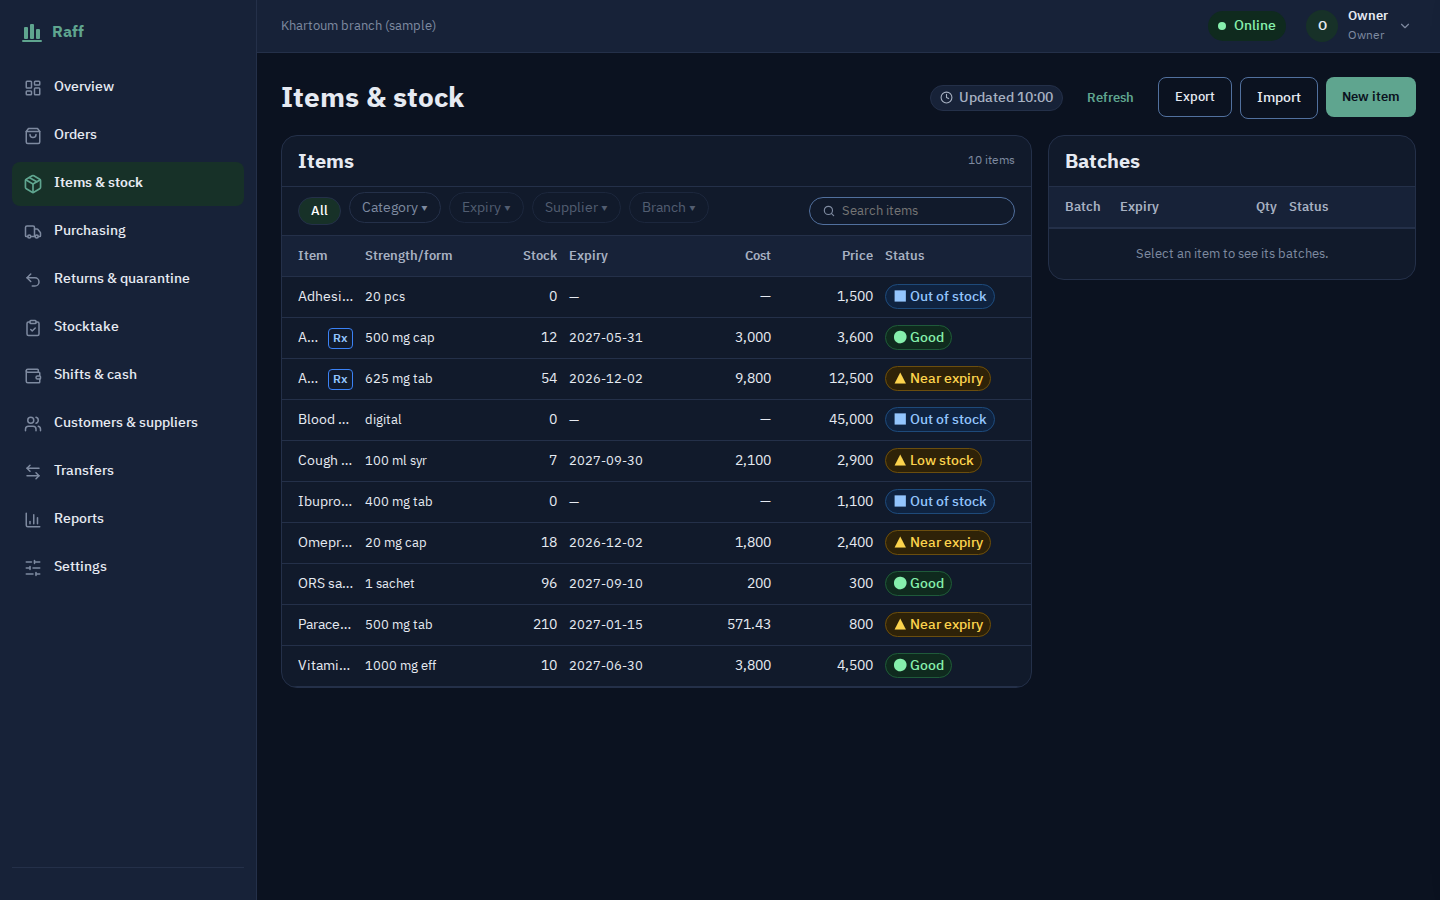 Raff
Khartoum branch (sample)
Online
O
Owner
Owner
Overview
Orders
Items & stock
Purchasing
Returns & quarantine
Stocktake
Shifts & cash
Customers & suppliers
Transfers
Reports
Settings
Items & stock
Updated 10:00
Refresh
Export
Import
New item
Items
10 items
All Category ▾ Expiry ▾ Supplier ▾ Branch ▾ Search items
Item Strength/form Stock Expiry Cost Price Status
Adhesi... 20 pcs 0 — — 1,500 Out of stock
A... Rx 500 mg cap 12 2027-05-31 3,000 3,600 Good
A... Rx 625 mg tab 54 2026-12-02 9,800 12,500 Near expiry
Blood ... digital 0 — — 45,000 Out of stock
Cough ... 100 ml syr 7 2027-09-30 2,100 2,900 Low stock
Ibupro... 400 mg tab 0 — — 1,100 Out of stock
Omepr... 20 mg cap 18 2026-12-02 1,800 2,400 Near expiry
ORS sa... 1 sachet 96 2027-09-10 200 300 Good
Parace... 500 mg tab 210 2027-01-15 571.43 800 Near expiry
Vitami... 1000 mg eff 10 2027-06-30 3,800 4,500 Good
Batches
Batch Expiry Qty Status
Select an item to see its batches.